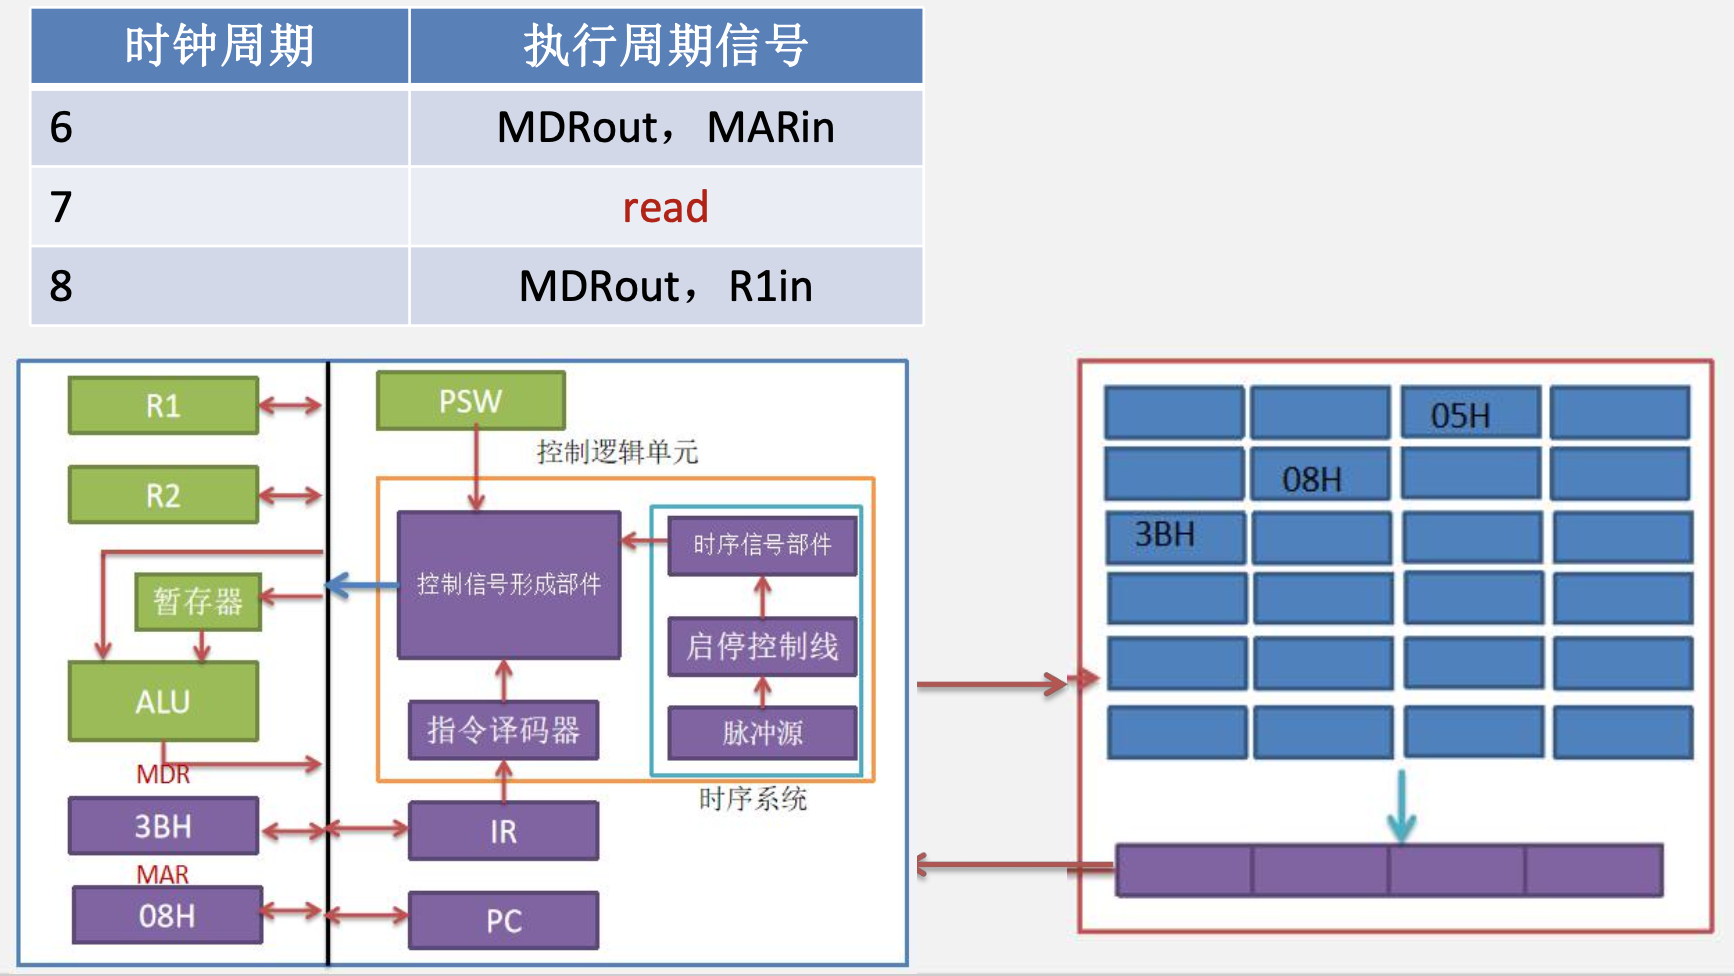 时钟周期 执行周期信号
6 MDRout，MARin
7 read
8 MDRout，R1in
R1
PSW
控制逻辑单元
R2
控制信号形成部件
时序信号部件
暂存器
启停控制线
ALU
指令译码器
脉冲源
MDR
时序系统
3BH
IR
MAR
08H
PC
05H
08H
3BH